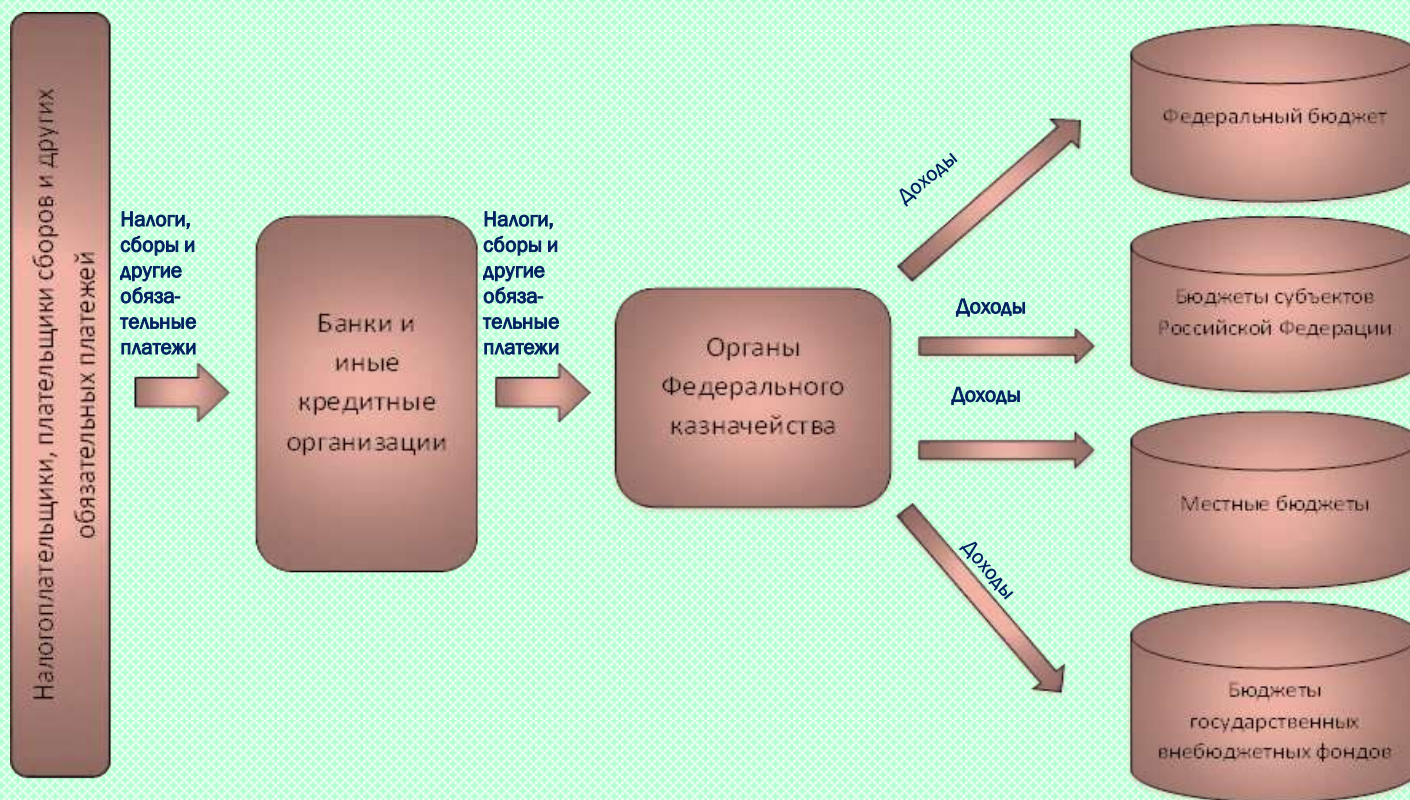 Налогоплательщики, плательщики сборов и других
обязательных платежей
Налоги,
сборы и
другие
обяза-
тельные
платежи
Банки и
иные
кредитные
организации
Налоги,
сборы и
другие
обяза-
тельные
платежи
Органы
Федерального
казначейства
Доходы
Доходы
Доходы
Доходы
Федеральный бюджет
Бюджеты субъектов
Российской Федерации
Местные бюджеты
Бюджеты
государственных
внебюджетных фондов